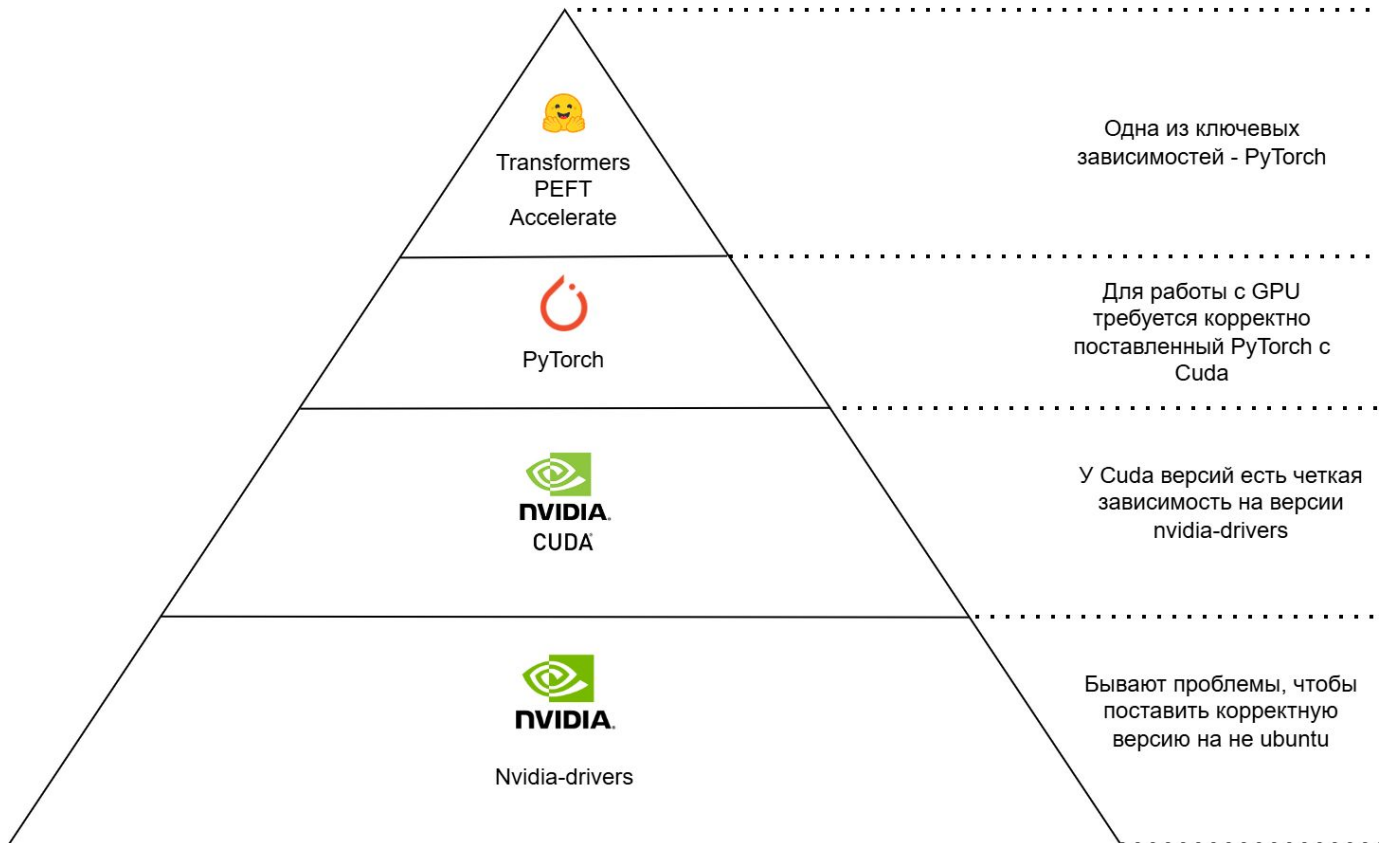 Transformers
PEFT
Accelerate
Одна из ключевых
зависимостей - PyTorch
PyTorch
Для работы с GPU
требуется корректно
поставленный PyTorch с
Cuda
NVIDIA.
CUDA
У Cuda версий есть четкая
зависимость на версии
nvidia-drivers
NVIDIA.
Nvidia-drivers
Бывают проблемы, чтобы
поставить корректную
версию на не ubuntu